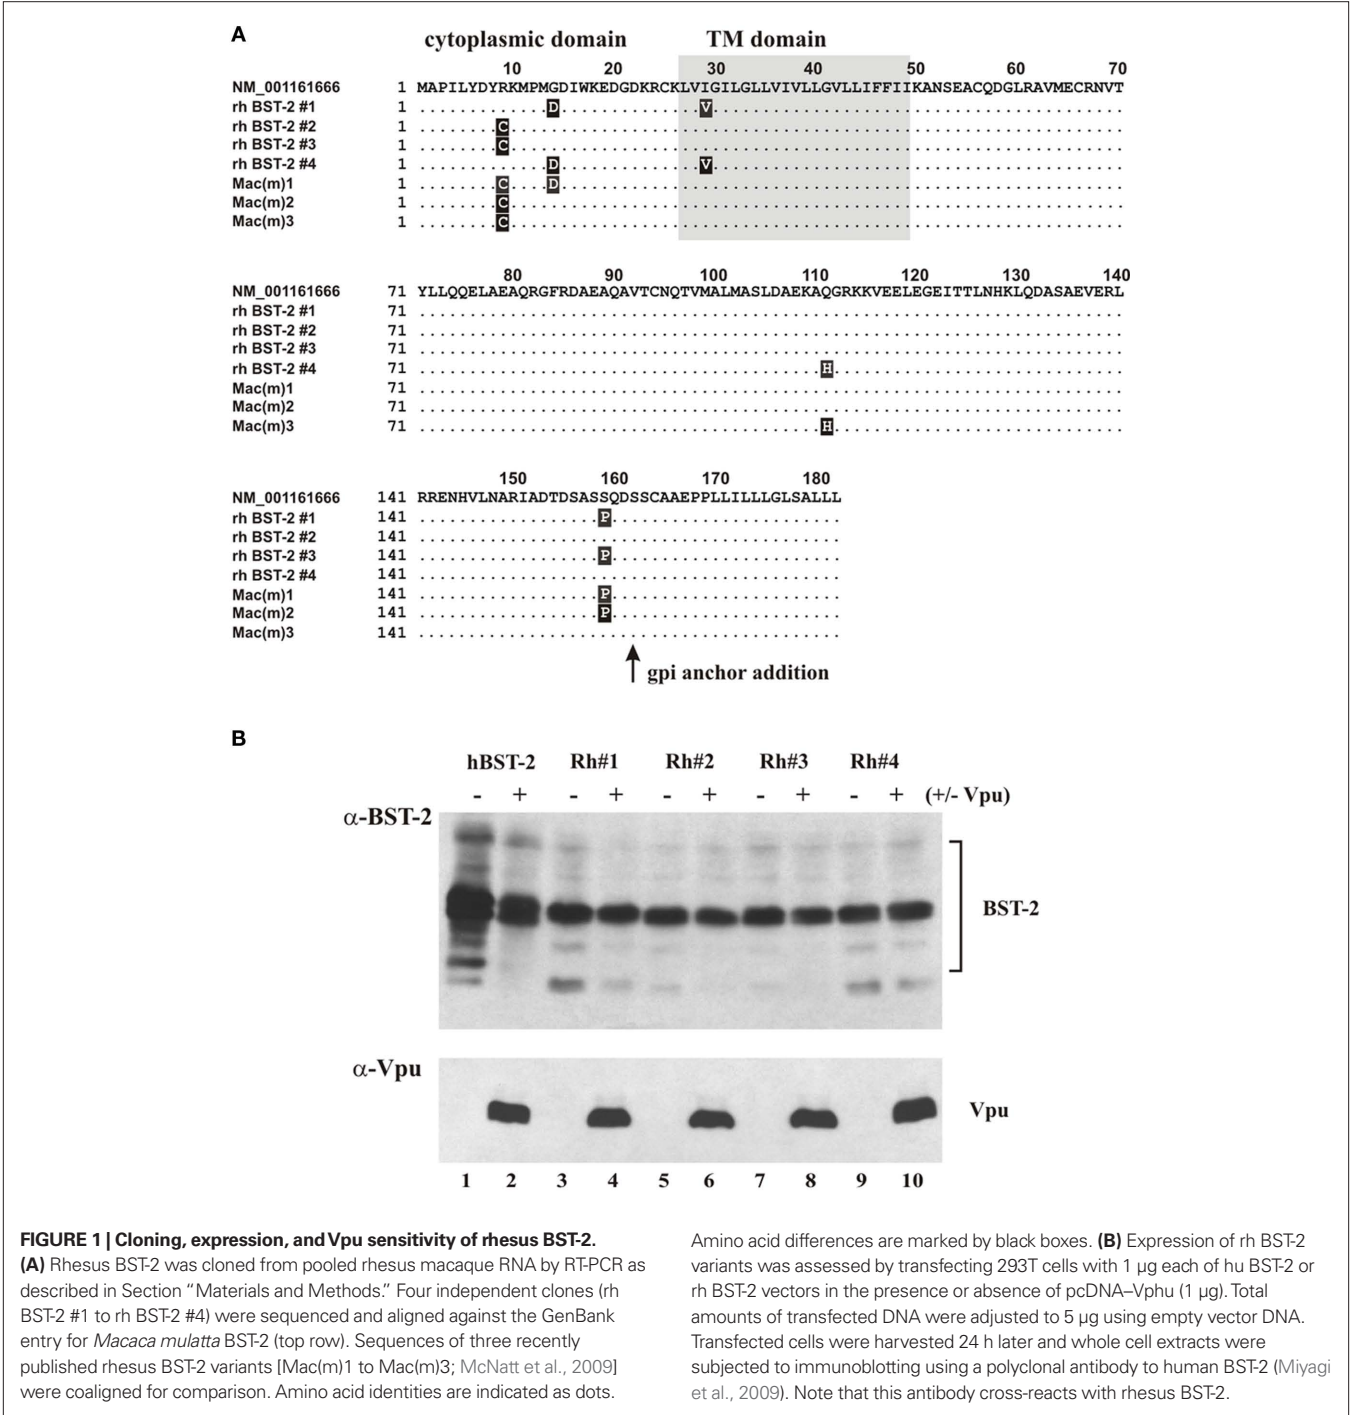 A
cytoplasmic domain TM domain
10 20 30 40 50 60 70
NM_001161666 1 MAPILYDYRKMPMGDIWKEDGDKRCKLVIGILGLLVIVLLGVLLIFFIIKANSEACQDGLRAVMECRNVT
rh BST-2 #1 1 .............D..............V.........................................
rh BST-2 #2 1 ........C.............................................................
rh BST-2 #3 1 ........C.............................................................
rh BST-2 #4 1 .............D..............V.........................................
Mac(m)1 1 ........C....D........................................................
Mac(m)2 1 ........C.............................................................
Mac(m)3 1 ........C.............................................................
80 90 100 110 120 130 140
NM_001161666 71 YLLQQELAEAQRGFRDAEAQAVTCNQTVMALMASLDAEKAQGRKKVEELEGEITTLNHKLQDASAEVERL
rh BST-2 #1 71 ......................................................................
rh BST-2 #2 71 ......................................................................
rh BST-2 #3 71 ......................................................................
rh BST-2 #4 71 ........................................H.............................
Mac(m)1 71 ......................................................................
Mac(m)2 71 ......................................................................
Mac(m)3 71 ........................................H.............................
150 160 170 180
NM_001161666 141 RRENHVLNARIADTDSASSQDSSCAAEPPLLILLLGLSALLL
rh BST-2 #1 141 ..................P.......................
rh BST-2 #2 141 ..........................................
rh BST-2 #3 141 ..................P.......................
rh BST-2 #4 141 ..........................................
Mac(m)1 141 ..................P.......................
Mac(m)2 141 ..................P.......................
Mac(m)3 141 ..........................................
gpi anchor addition
B
hBST-2 Rh#1 Rh#2 Rh#3 Rh#4
- + - + - + - + - + (+/- Vpu)
α-BST-2
BST-2
α-Vpu
Vpu
1 2 3 4 5 6 7 8 9 10
FIGURE 1 | Cloning, expression, and Vpu sensitivity of rhesus BST-2.
(A) Rhesus BST-2 was cloned from pooled rhesus macaque RNA by RT-PCR as
described in Section “Materials and Methods.” Four independent clones (rh
BST-2 #1 to rh BST-2 #4) were sequenced and aligned against the GenBank
entry for Macaca mulatta BST-2 (top row). Sequences of three recently
published rhesus BST-2 variants [Mac(m)1 to Mac(m)3; McNatt et al., 2009]
were coaligned for comparison. Amino acid identities are indicated as dots.
Amino acid differences are marked by black boxes. (B) Expression of rh BST-2
variants was assessed by transfecting 293T cells with 1 μg each of hu BST-2 or
rh BST-2 vectors in the presence or absence of pcDNA–Vphu (1 μg). Total
amounts of transfected DNA were adjusted to 5 μg using empty vector DNA.
Transfected cells were harvested 24 h later and whole cell extracts were
subjected to immunoblotting using a polyclonal antibody to human BST-2 (Miyagi
et al., 2009). Note that this antibody cross-reacts with rhesus BST-2.